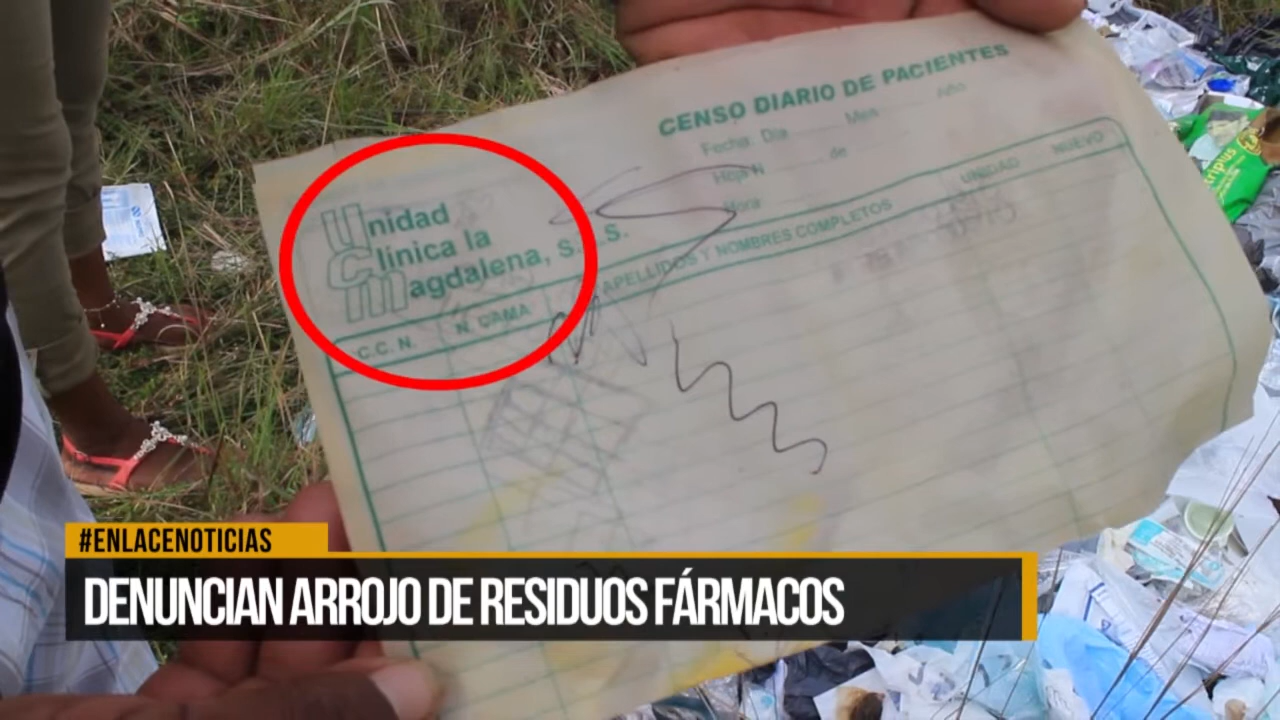 CENSO DIARIO DE PACIENTES
Fecha: Día Mes Año
Hoja N de
Hora
Unidad
Clínica la
Magdalena, S. .S.
C.C. N. N. CAMA APELLIDOS Y NOMBRES COMPLETOS UNIDAD NUEVO
#ENLACENOTICIAS
DENUNCIAN ARROJO DE RESIDUOS FÁRMACOS